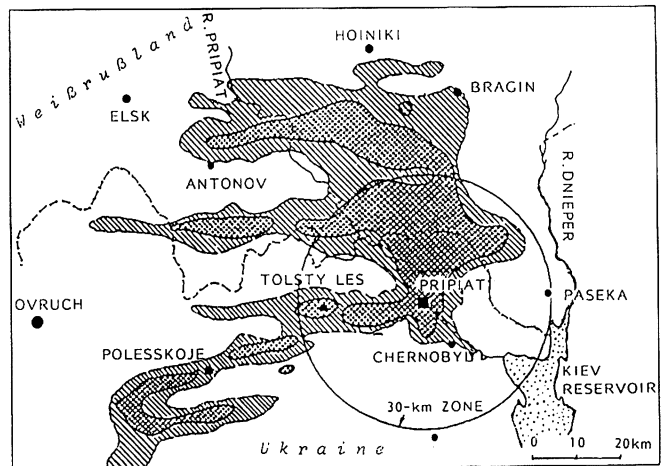 Weißrußland
R. PRIPIAT
HOINIKI
BRAGIN
ELSK
ANTONOV
R. DNIEPER
TOLSTY LES
PRIPIAT
PASEKA
OVRUCH
CHERNOBYL
POLESSKOJE
KIEV
RESERVOIR
30-km ZONE
Ukraine
0 10 20km